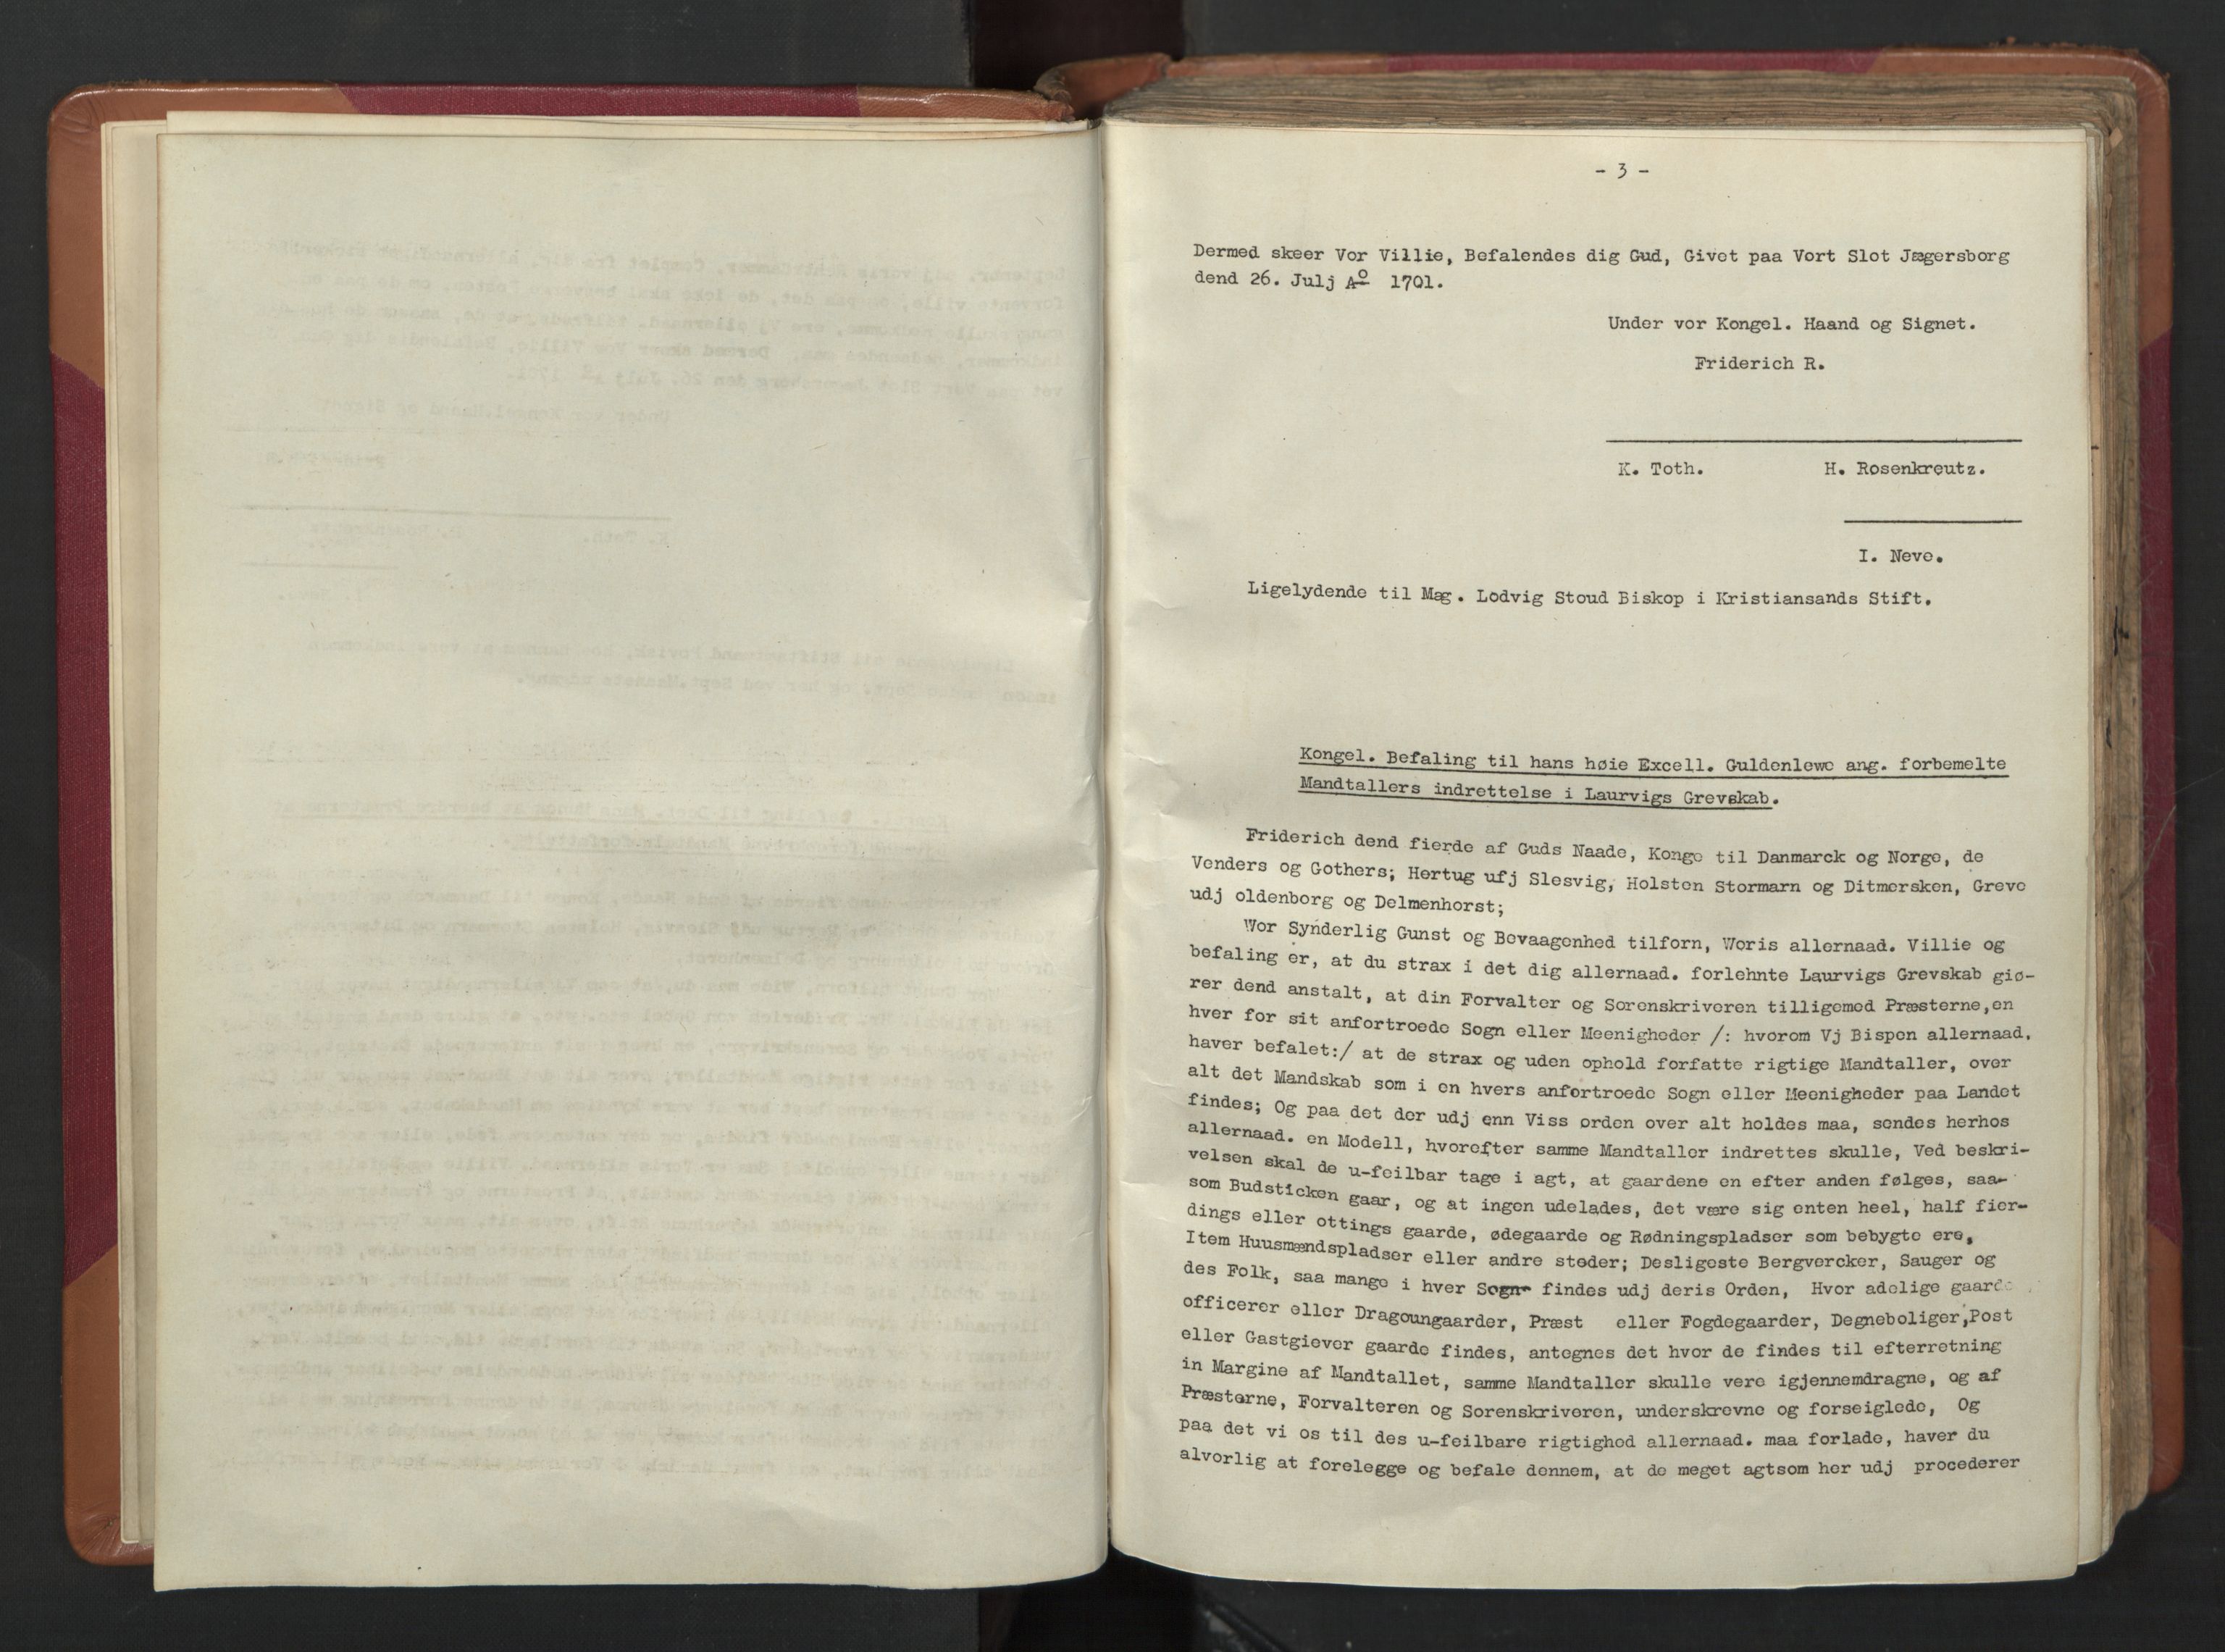 - 3 -
Dermed skeer Vor Villie, Befalendes dig Gud, Givet paa Vort Slot Jægersborg
dend 26. Julj Aº 1701.
Under vor Kongel. Haand og Signet.
Friderich R.
K. Toth. H. Rosenkreutz.
I. Neve.
Ligelydende til Mag. Lodvig Stoud Biskop i Kristiansands Stift.
Kongel. Befaling til hans høie Excell. Guldenlewe ang. forbemelte
Mandtallers indrettelse i Laurvigs Grevskab.
Friderich dend fierde af Guds Naade, Konge til Danmarck og Norge, de
Venders og Gothers; Hertug ufj Slesvig, Holsten Stormarn og Ditmersken, Greve
udj oldenborg og Delmenhorst;
Wor Synderlig Gunst og Bevaagenhed tilforn, Woris allernaad. Villie og
befaling er, at du strax i det dig allernaad. forlehnte Laurvigs Grevskab giø-
rer dend anstalt, at din Forvalter og Sorenskriveren tilligemed Præsterne,en
hver for sit anfortroede Sogn eller Meenigheder /: hvorom Vj Bispen allernaad.
haver befalet:/ at de strax og uden ophold forfatte rigtige Mandtaller, over
alt det Mandskab som i en hvers anfortroede Sogn eller Meenigheder paa Landet
findes; Og paa det der udj enn Viss orden over alt holdes maa, sendes herhos
allernaad. en Modell, hvorefter samme Mandtaller indrettes skulle, Ved beskri-
velsen skal de u-feilbar tage i agt, at gaardene en efter anden følges, saa-
som Budsticken gaar, og at ingen udelades, det være sig enten heel, half fier-
dings eller ottings gaarde, ødegaarde og Rødningspladser som bebygte ere,
Item Huusmændspladser eller andre steder; Desligeste Bergvercker, Sauger og
des Folk, saa mange i hver Sogn findes udj deris Orden, Hvor adelige gaarde
officerer eller Dragoungaarder, Præst eller Fogdegaarder, Degneboliger,Post
eller Gastgiever gaarde findes, antegnes det hvor de findes til efterretning
in Margine af Mandtallet, samme Mandtaller skulle vere igjennemdragne, og af
Præsterne, Forvalteren og Sorenskriveren, underskrevne og forseiglede, Og
paa det vi os til des u-feilbare rigtighed allernaad. maa forlade, haver du
alvorlig at forelegge og befale dennem, at de meget agtsom her udj procederer